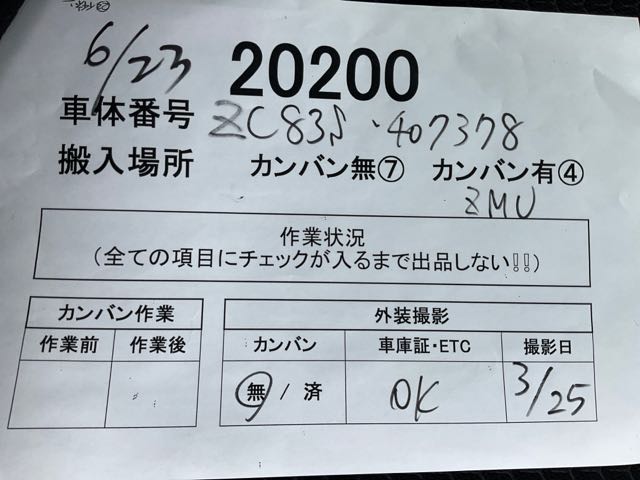 6/23 20200
車体番号 ZC83S・407378
搬入場所 カンバン無⑦ カンバン有④
ZMU
作業状況
(全ての項目にチェックが入るまで出品しない!!)
カンバン作業
作業前 作業後
外装撮影
カンバン 車庫証・ETC 撮影日
無 / 済 OK 3/25